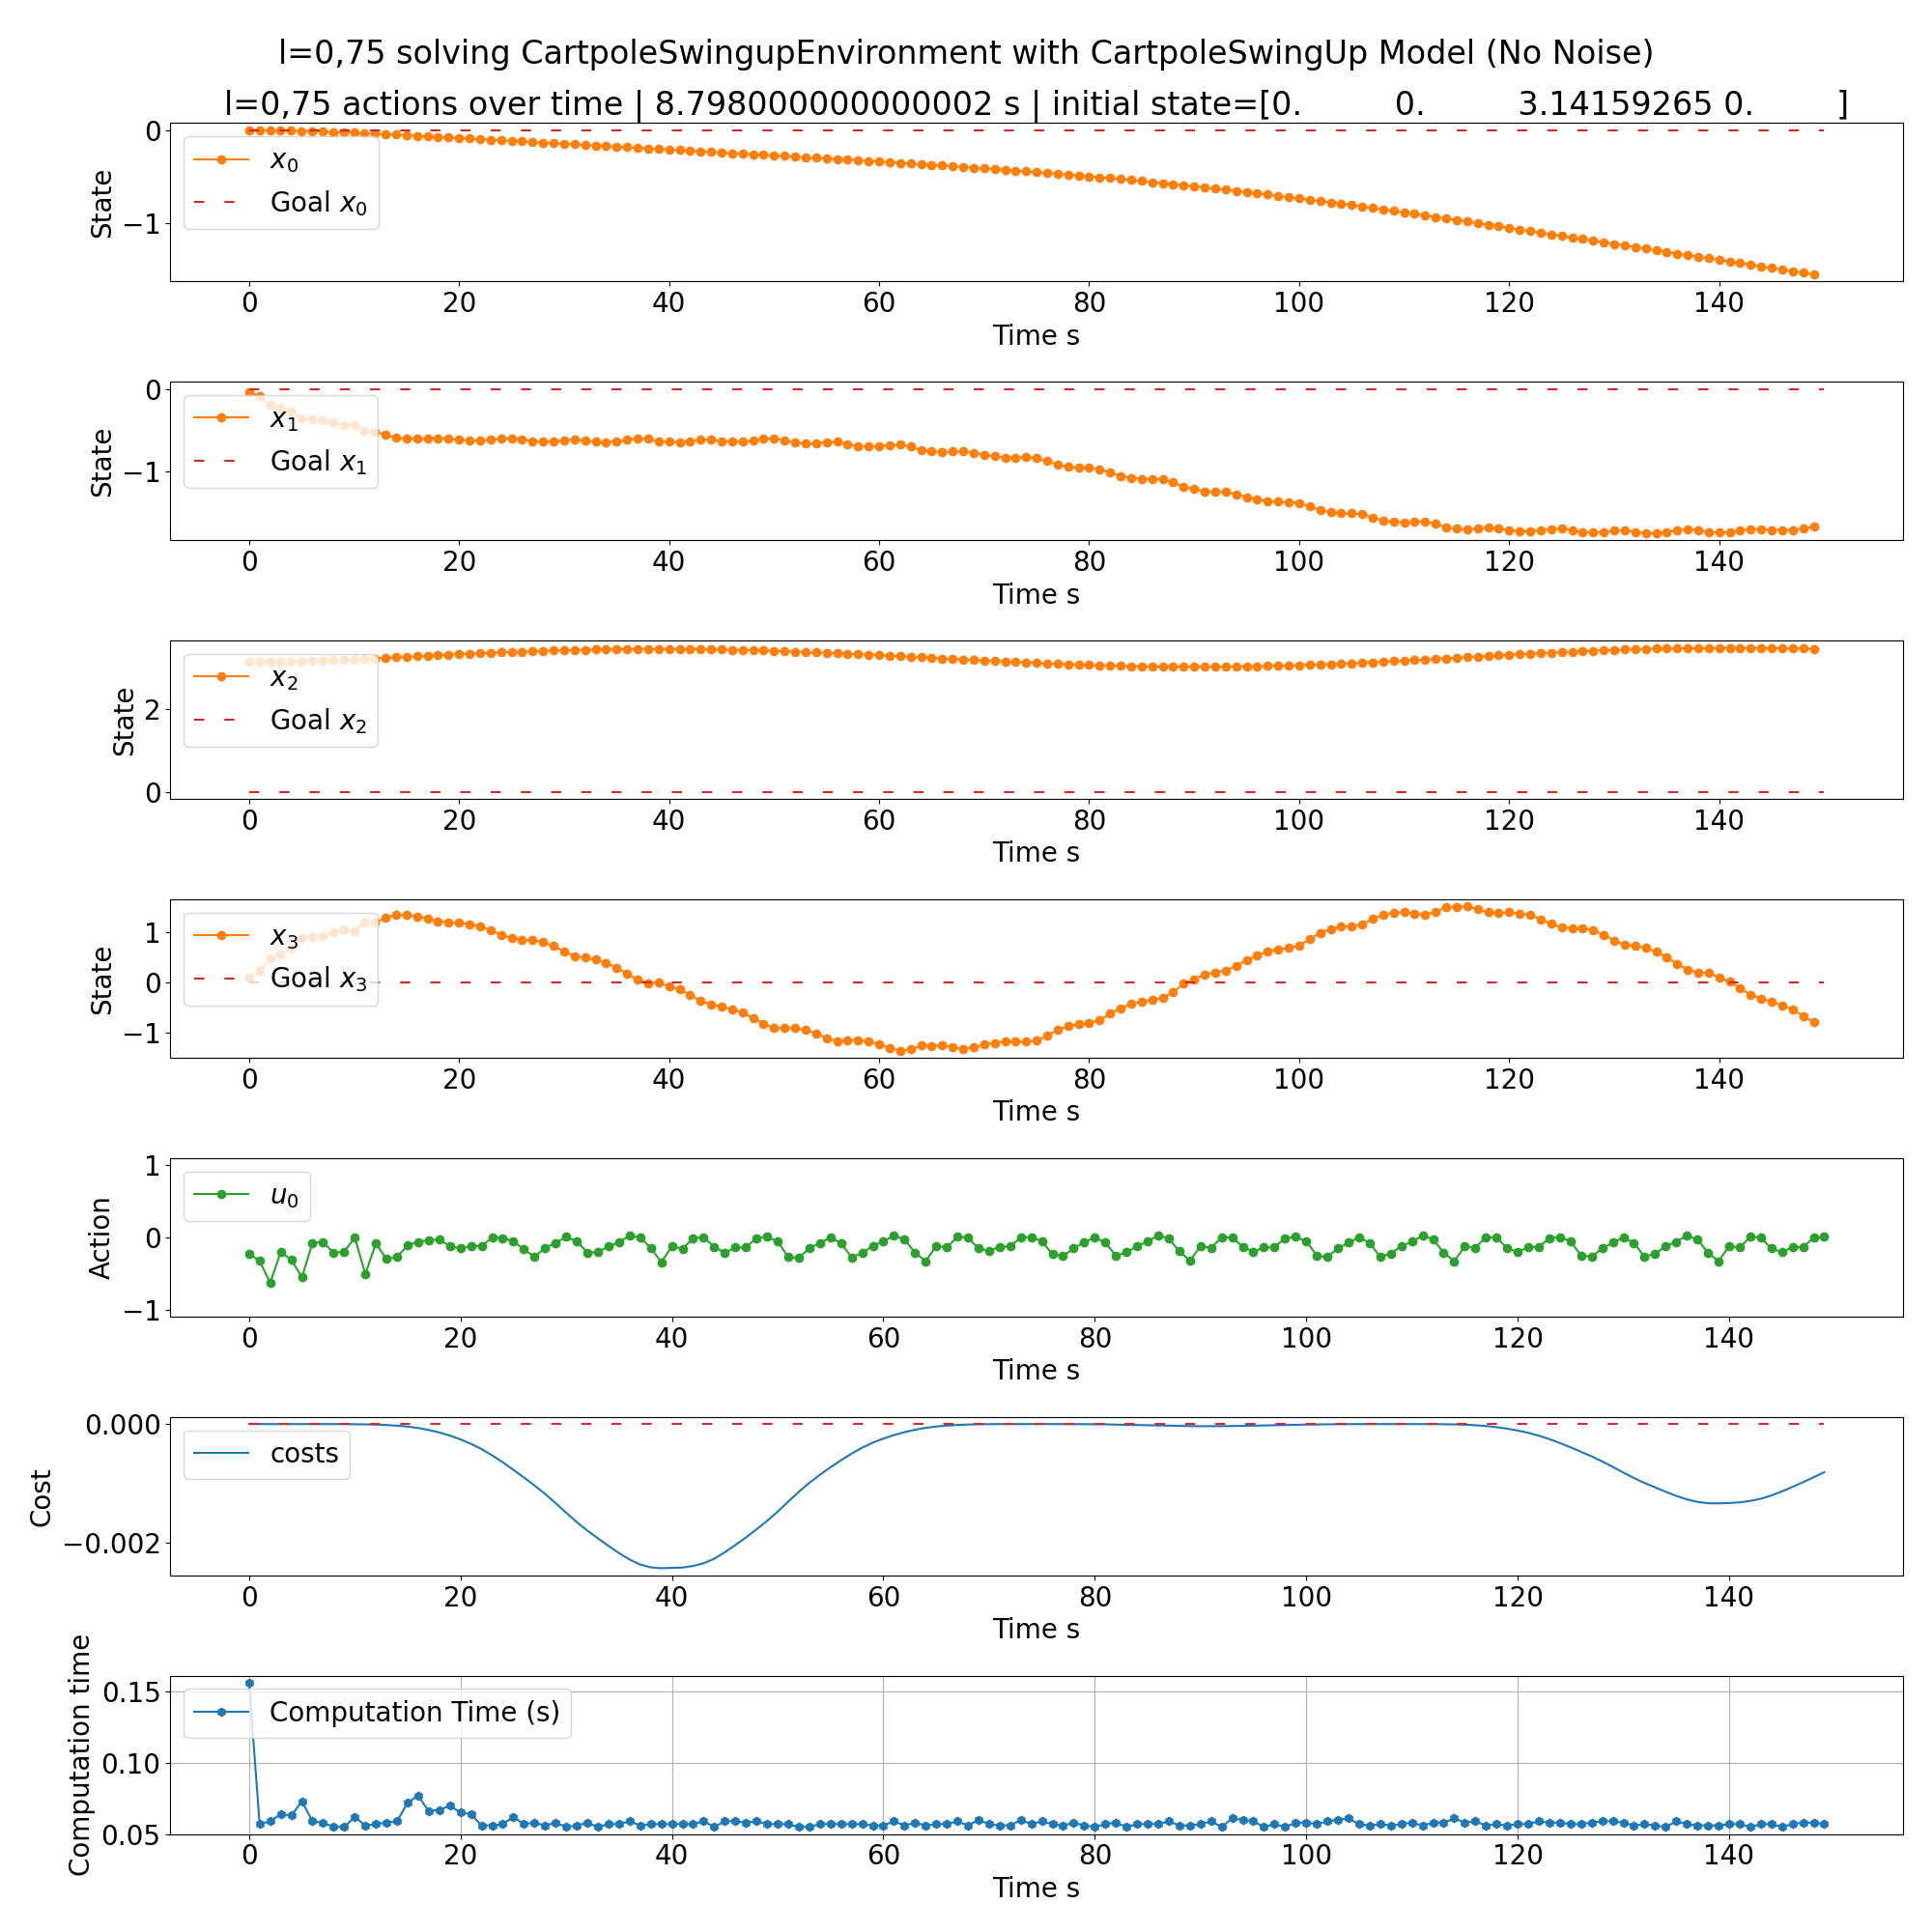 l=0,75 solving CartpoleSwingupEnvironment with CartpoleSwingUp Model (No Noise)
l=0,75 actions over time | 8.798000000000002 s | initial state=[0. 0. 3.14159265 0. ]
0
−1
State
x0
Goal x0
0 20 40 60 80 100 120 140
Time s
0
−1
State
x1
Goal x1
0 20 40 60 80 100 120 140
Time s
2
0
State
x2
Goal x2
0 20 40 60 80 100 120 140
Time s
1
0
−1
State
x3
Goal x3
0 20 40 60 80 100 120 140
Time s
1
0
−1
Action
u0
0 20 40 60 80 100 120 140
Time s
0.000
−0.002
Cost
costs
0 20 40 60 80 100 120 140
Time s
0.15
0.10
0.05
Computation time
Computation Time (s)
0 20 40 60 80 100 120 140
Time s